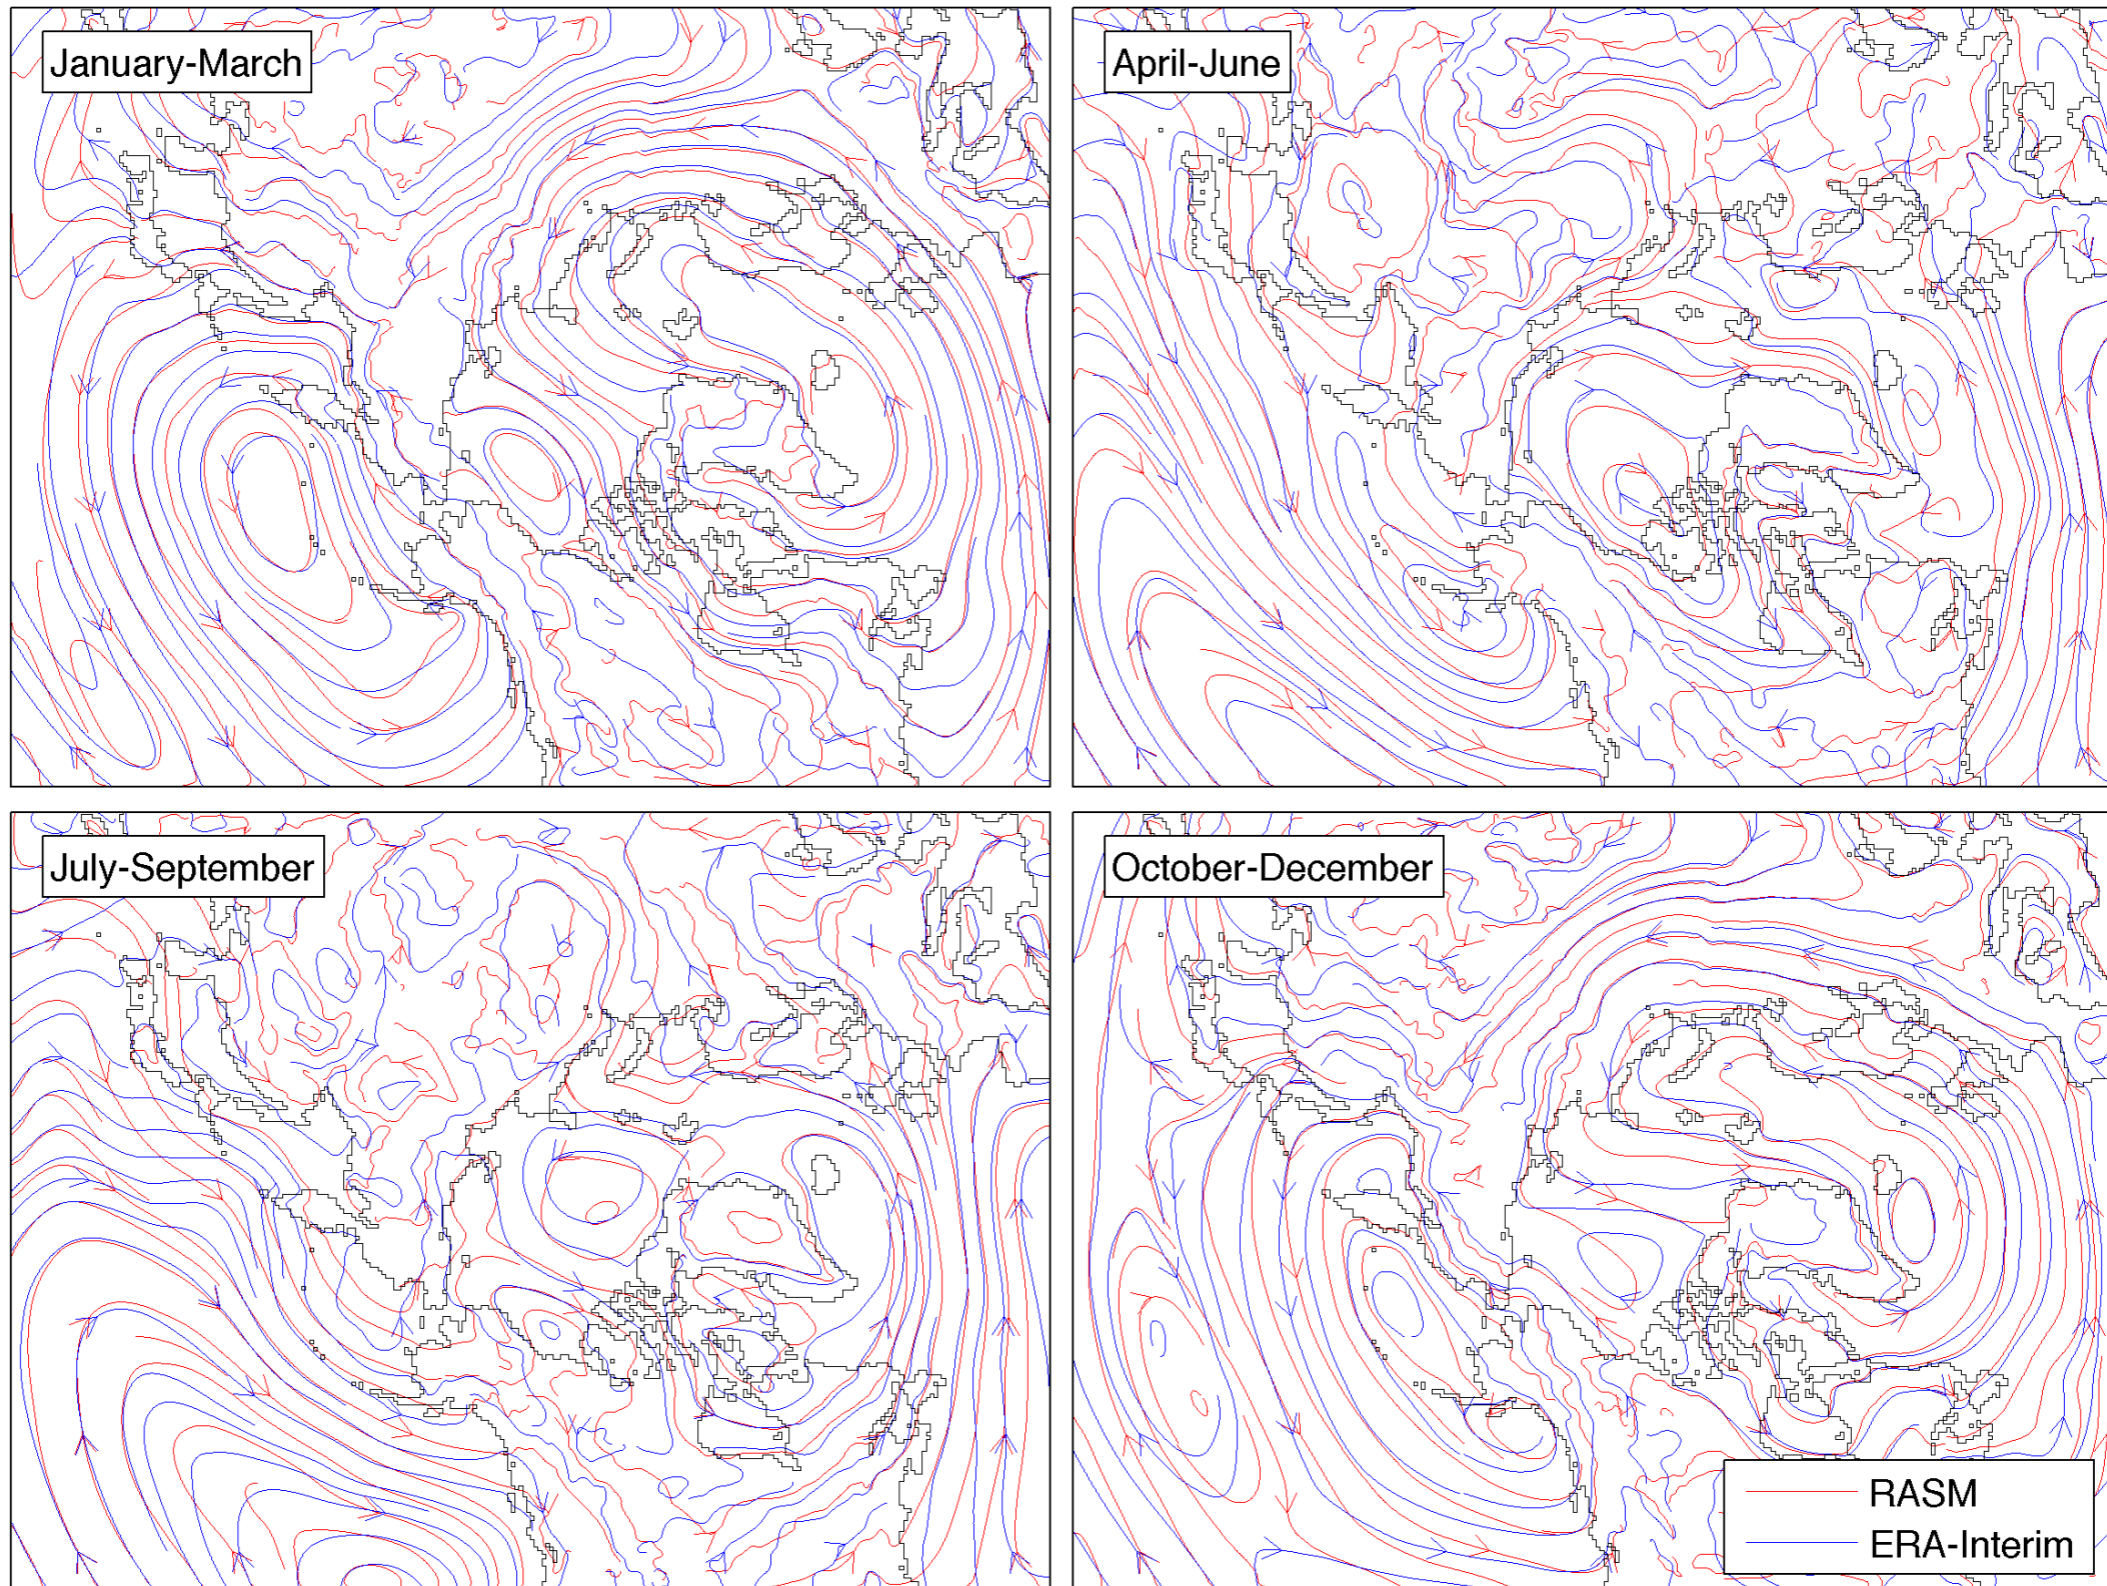 January-March
April-June
July-September
October-December
RASM
ERA-Interim